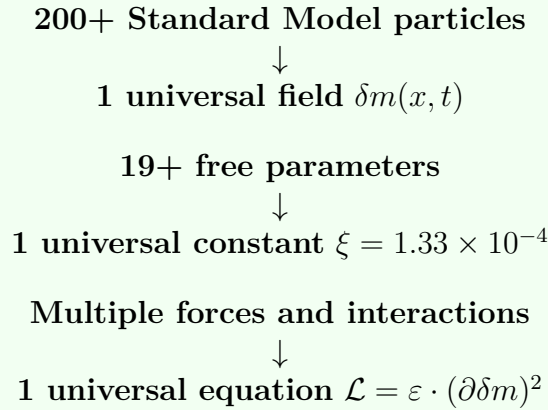 200+ Standard Model particles
↓
1 universal field δm(x, t)
19+ free parameters
↓
1 universal constant ξ = 1.33 × 10⁻⁴
Multiple forces and interactions
↓
1 universal equation ℒ = ε · (∂δm)²